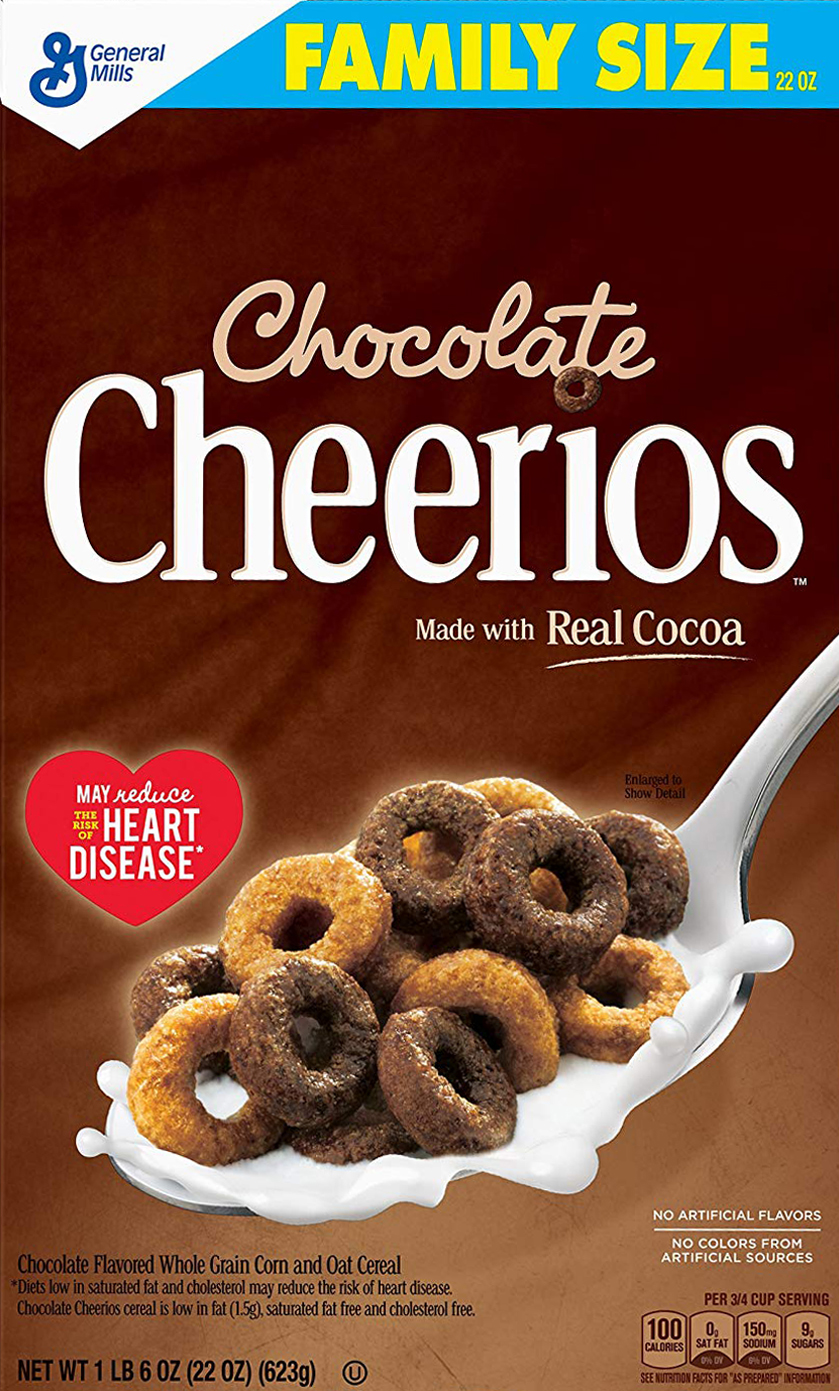 General
Mills
FAMILY SIZE 22 OZ
Chocolate
Cheerios™
Made with Real Cocoa
Enlarged to
Show Detail
MAY reduce
THE
RISK
OF
HEART
DISEASE*
NO ARTIFICIAL FLAVORS
NO COLORS FROM
ARTIFICIAL SOURCES
Chocolate Flavored Whole Grain Corn and Oat Cereal
*Diets low in saturated fat and cholesterol may reduce the risk of heart disease.
Chocolate Cheerios cereal is low in fat (1.5g), saturated fat free and cholesterol free.
PER 3/4 CUP SERVING
100 CALORIES
0g SAT FAT 0% DV
150mg SODIUM 6% DV
9g SUGARS
SEE NUTRITION FACTS FOR "AS PREPARED" INFORMATION
NET WT 1 LB 6 OZ (22 OZ) (623g) U